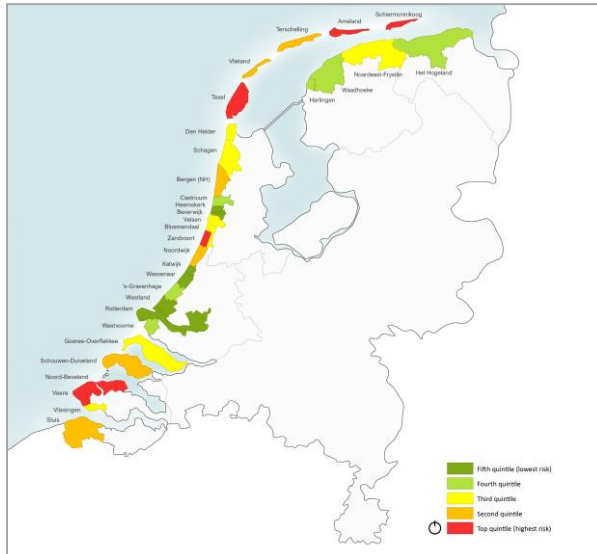 Schiermonnikoog
Ameland
Terschelling
Vlieland
Texel
Noardeast-Fryslân
Het Hogeland
Waadhoeke
Harlingen
Den Helder
Schagen
Bergen (NH)
Castricum
Heemskerk
Beverwijk
Velsen
Bloemendaal
Zandvoort
Noordwijk
Katwijk
Wassenaar
's-Gravenhage
Westland
Rotterdam
Westvoorne
Goeree-Overflakkee
Schouwen-Duiveland
Noord-Beveland
Veere
Vlissingen
Sluis
Fifth quintile (lowest risk)
Fourth quintile
Third quintile
Second quintile
Top quintile (highest risk)